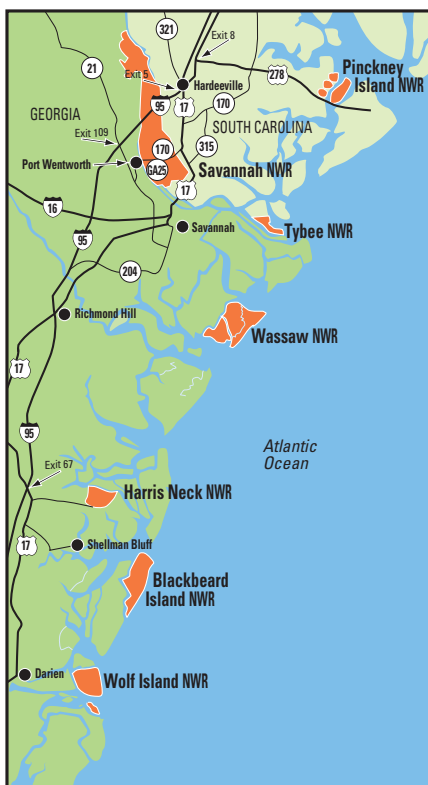 321
Exit 8
21
278
Pinckney
Island NWR
Exit 5
Hardeeville
95
17
170
GEORGIA
SOUTH CAROLINA
Exit 109
170
315
Port Wentworth
GA25
Savannah NWR
17
16
Savannah
Tybee NWR
95
204
Richmond Hill
Wassaw NWR
17
95
Atlantic
Ocean
Exit 67
Harris Neck NWR
17
Shellman Bluff
Blackbeard
Island NWR
Darien
Wolf Island NWR